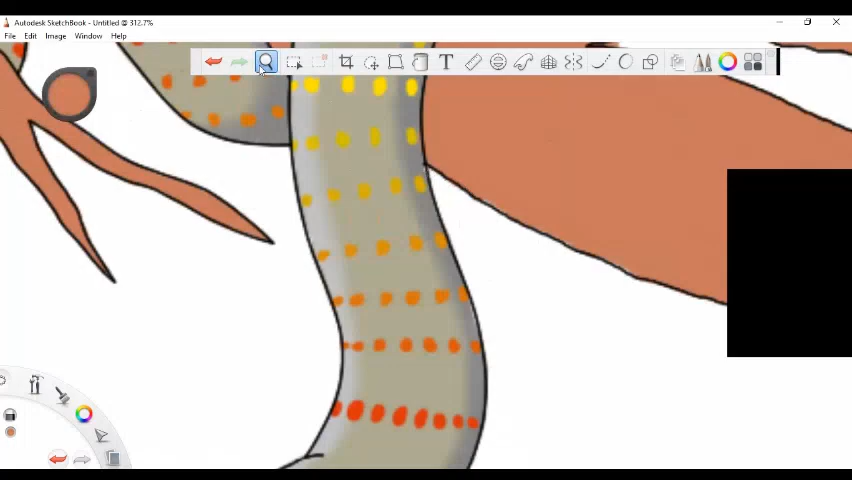 Autodesk SketchBook - Untitled @ 312.7%
File Edit Image Window Help
T